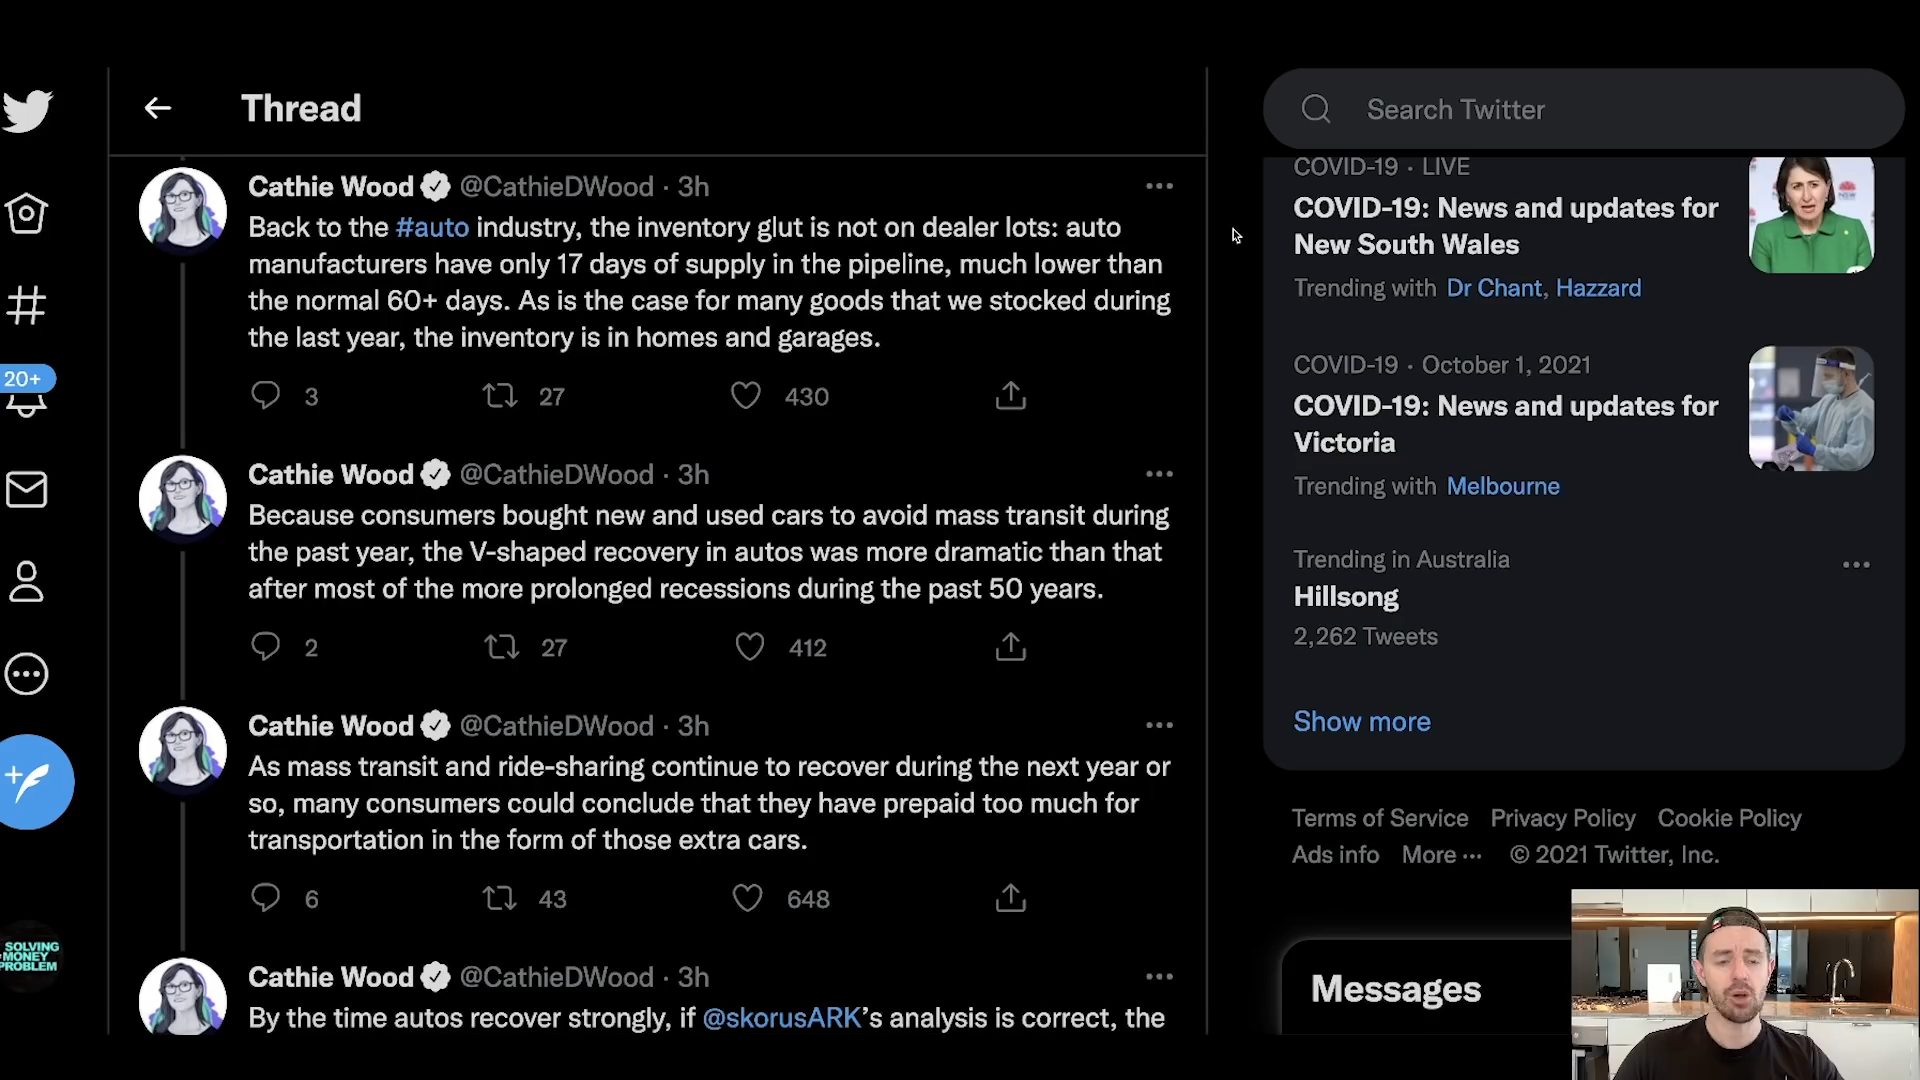 Thread
Cathie Wood @CathieDWood · 3h
Back to the #auto industry, the inventory glut is not on dealer lots: auto
manufacturers have only 17 days of supply in the pipeline, much lower than
the normal 60+ days. As is the case for many goods that we stocked during
the last year, the inventory is in homes and garages.
3 27 430
Cathie Wood @CathieDWood · 3h
Because consumers bought new and used cars to avoid mass transit during
the past year, the V-shaped recovery in autos was more dramatic than that
after most of the more prolonged recessions during the past 50 years.
2 27 412
Cathie Wood @CathieDWood · 3h
As mass transit and ride-sharing continue to recover during the next year or
so, many consumers could conclude that they have prepaid too much for
transportation in the form of those extra cars.
6 43 648
Cathie Wood @CathieDWood · 3h
By the time autos recover strongly, if @skorusARK's analysis is correct, the
20+
SOLVING
MONEY
PROBLEM
Search Twitter
COVID-19 · LIVE
COVID-19: News and updates for
New South Wales
Trending with Dr Chant, Hazzard
COVID-19 · October 1, 2021
COVID-19: News and updates for
Victoria
Trending with Melbourne
Trending in Australia
Hillsong
2,262 Tweets
Show more
Terms of Service Privacy Policy Cookie Policy
Ads info More ··· © 2021 Twitter, Inc.
Messages